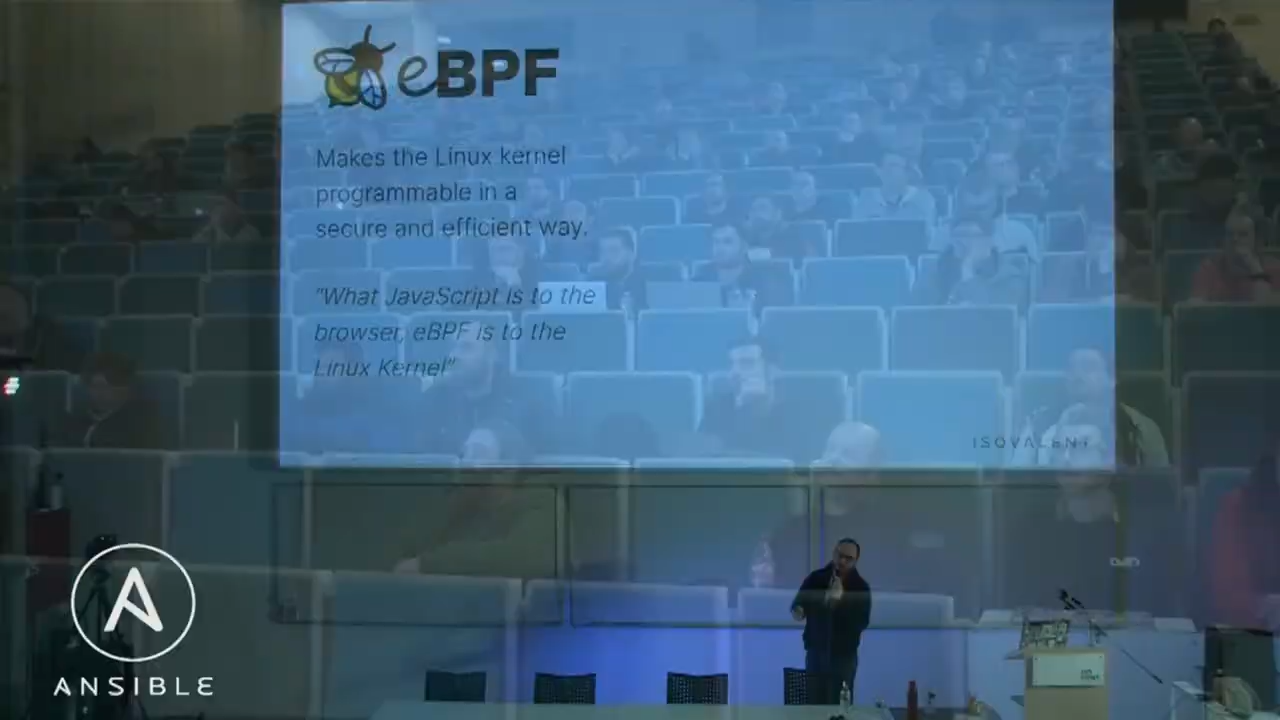 eBPF
Makes the Linux kernel
programmable in a
secure and efficient way.
"What JavaScript is to the
browser, eBPF is to the
Linux Kernel"
ISOVALENT
ANSIBLE